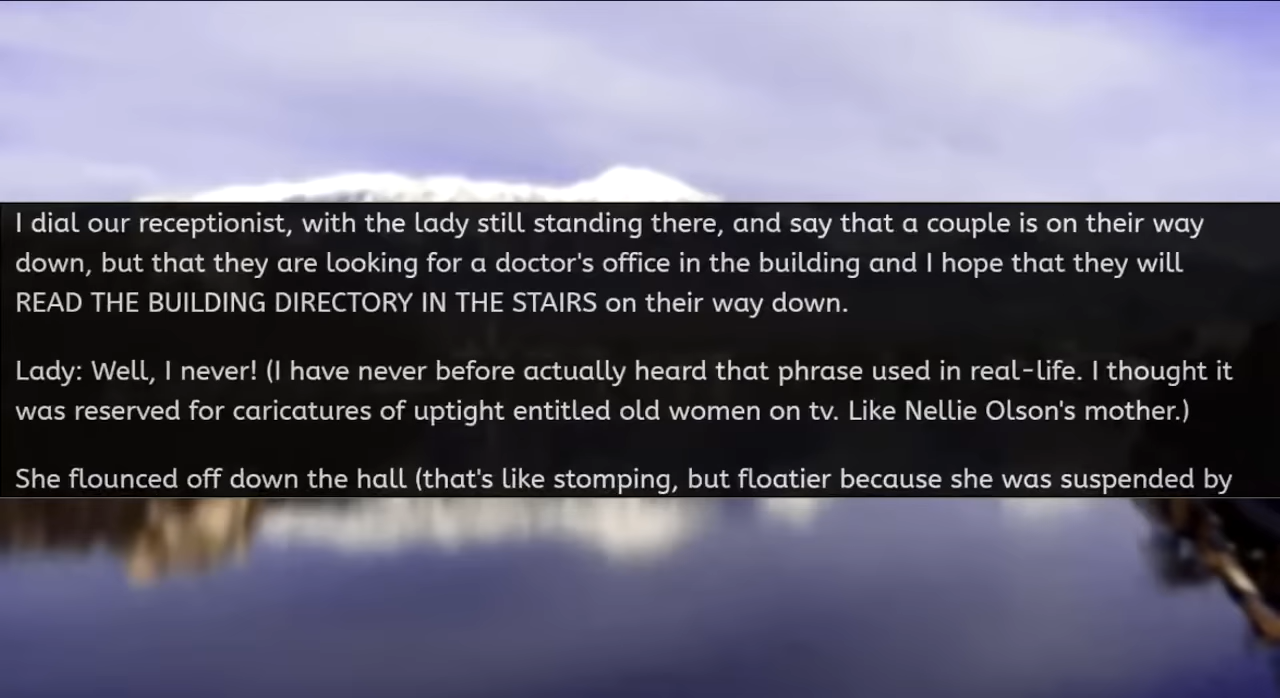 I dial our receptionist, with the lady still standing there, and say that a couple is on their way
down, but that they are looking for a doctor's office in the building and I hope that they will
READ THE BUILDING DIRECTORY IN THE STAIRS on their way down.
Lady: Well, I never! (I have never before actually heard that phrase used in real-life. I thought it
was reserved for caricatures of uptight entitled old women on tv. Like Nellie Olson's mother.)
She flounced off down the hall (that's like stomping, but floatier because she was suspended by